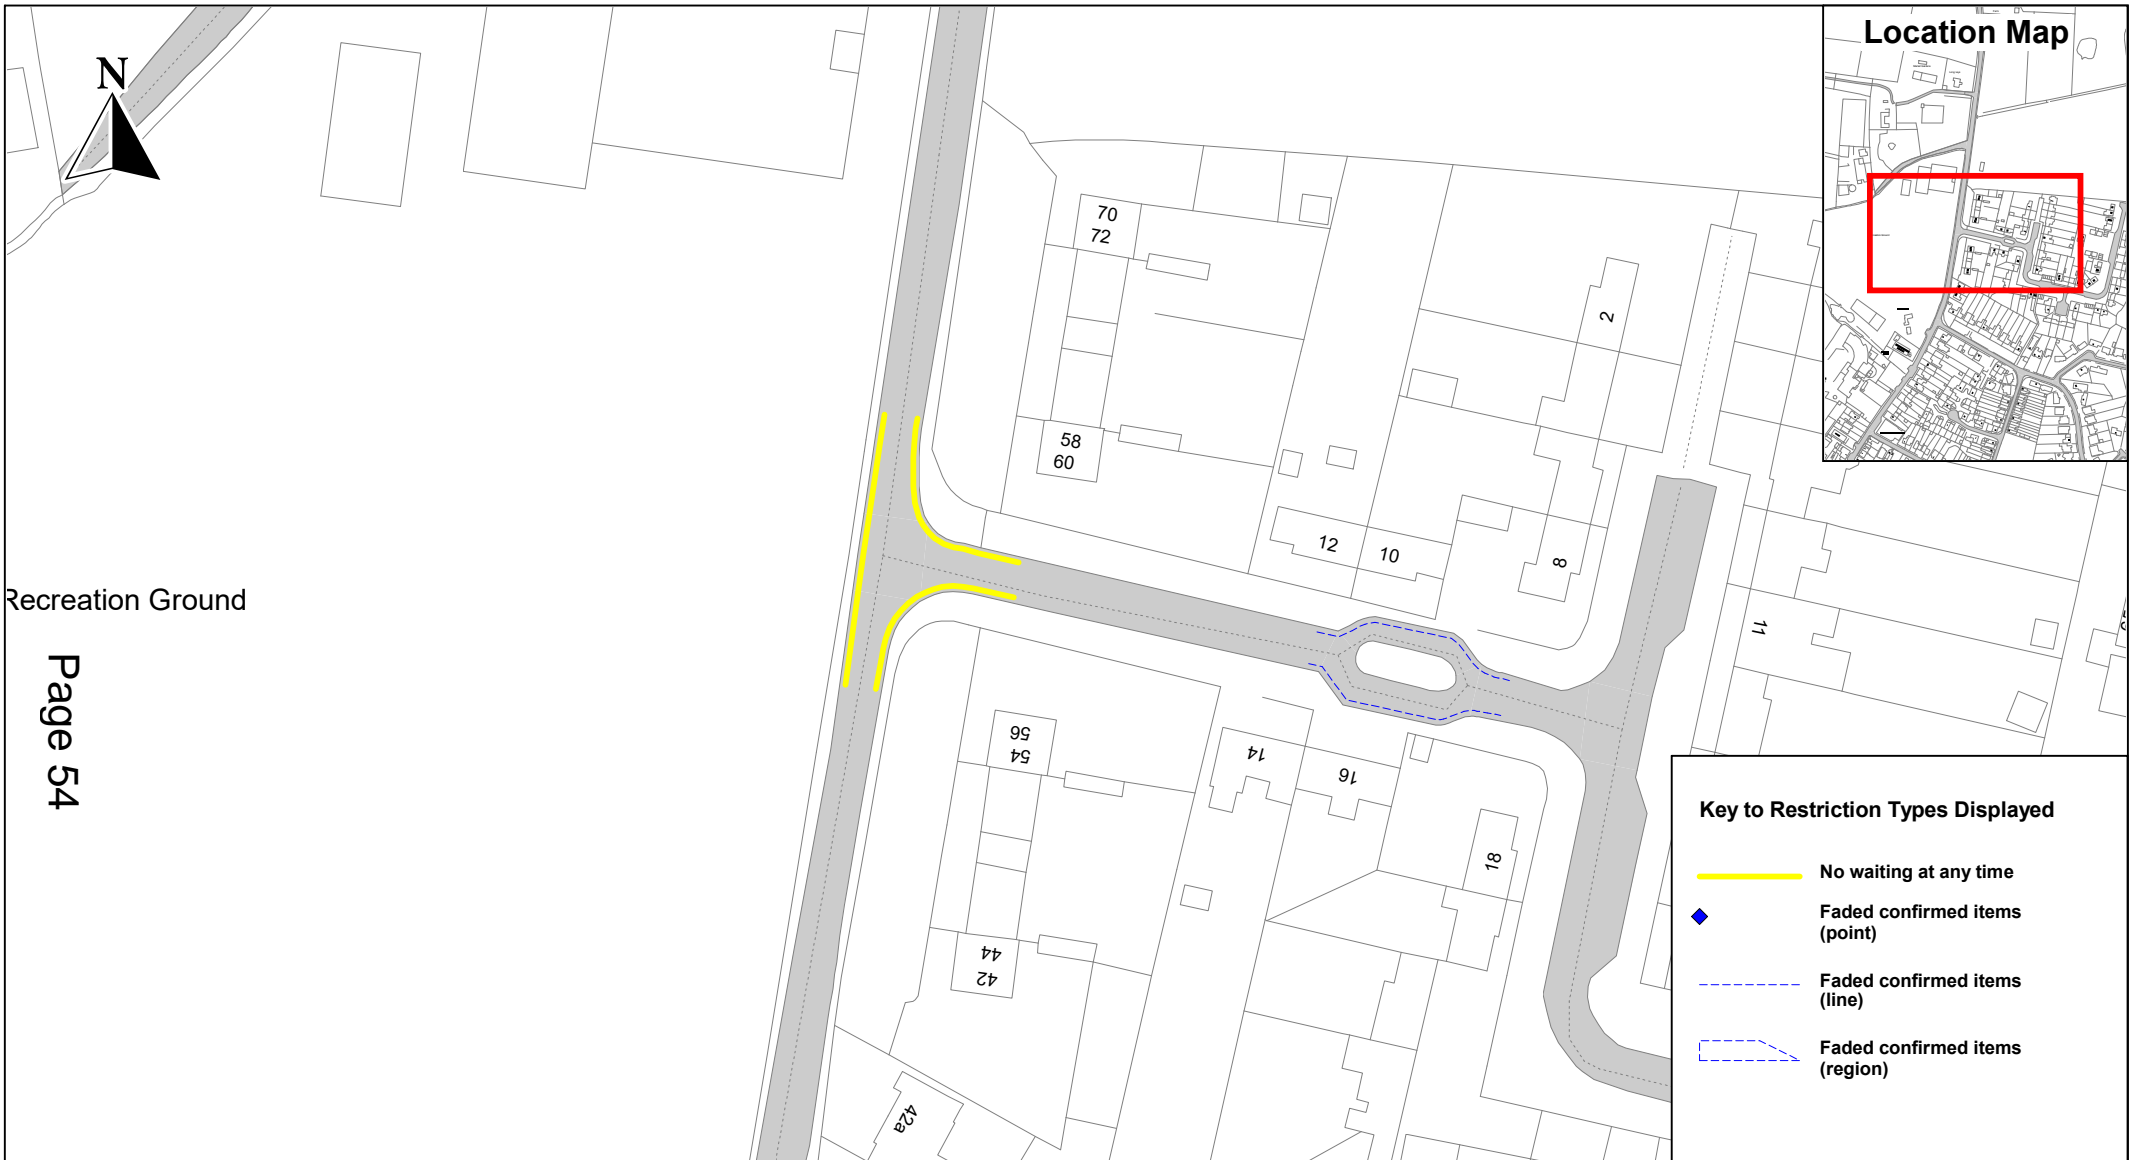 N
Location Map
70
72
2
58
60
12
10
8
Recreation Ground
11
Page 54
56
54
14
16
18
44
42
42a
Key to Restriction Types Displayed
No waiting at any time
Faded confirmed items
(point)
Faded confirmed items
(line)
Faded confirmed items
(region)